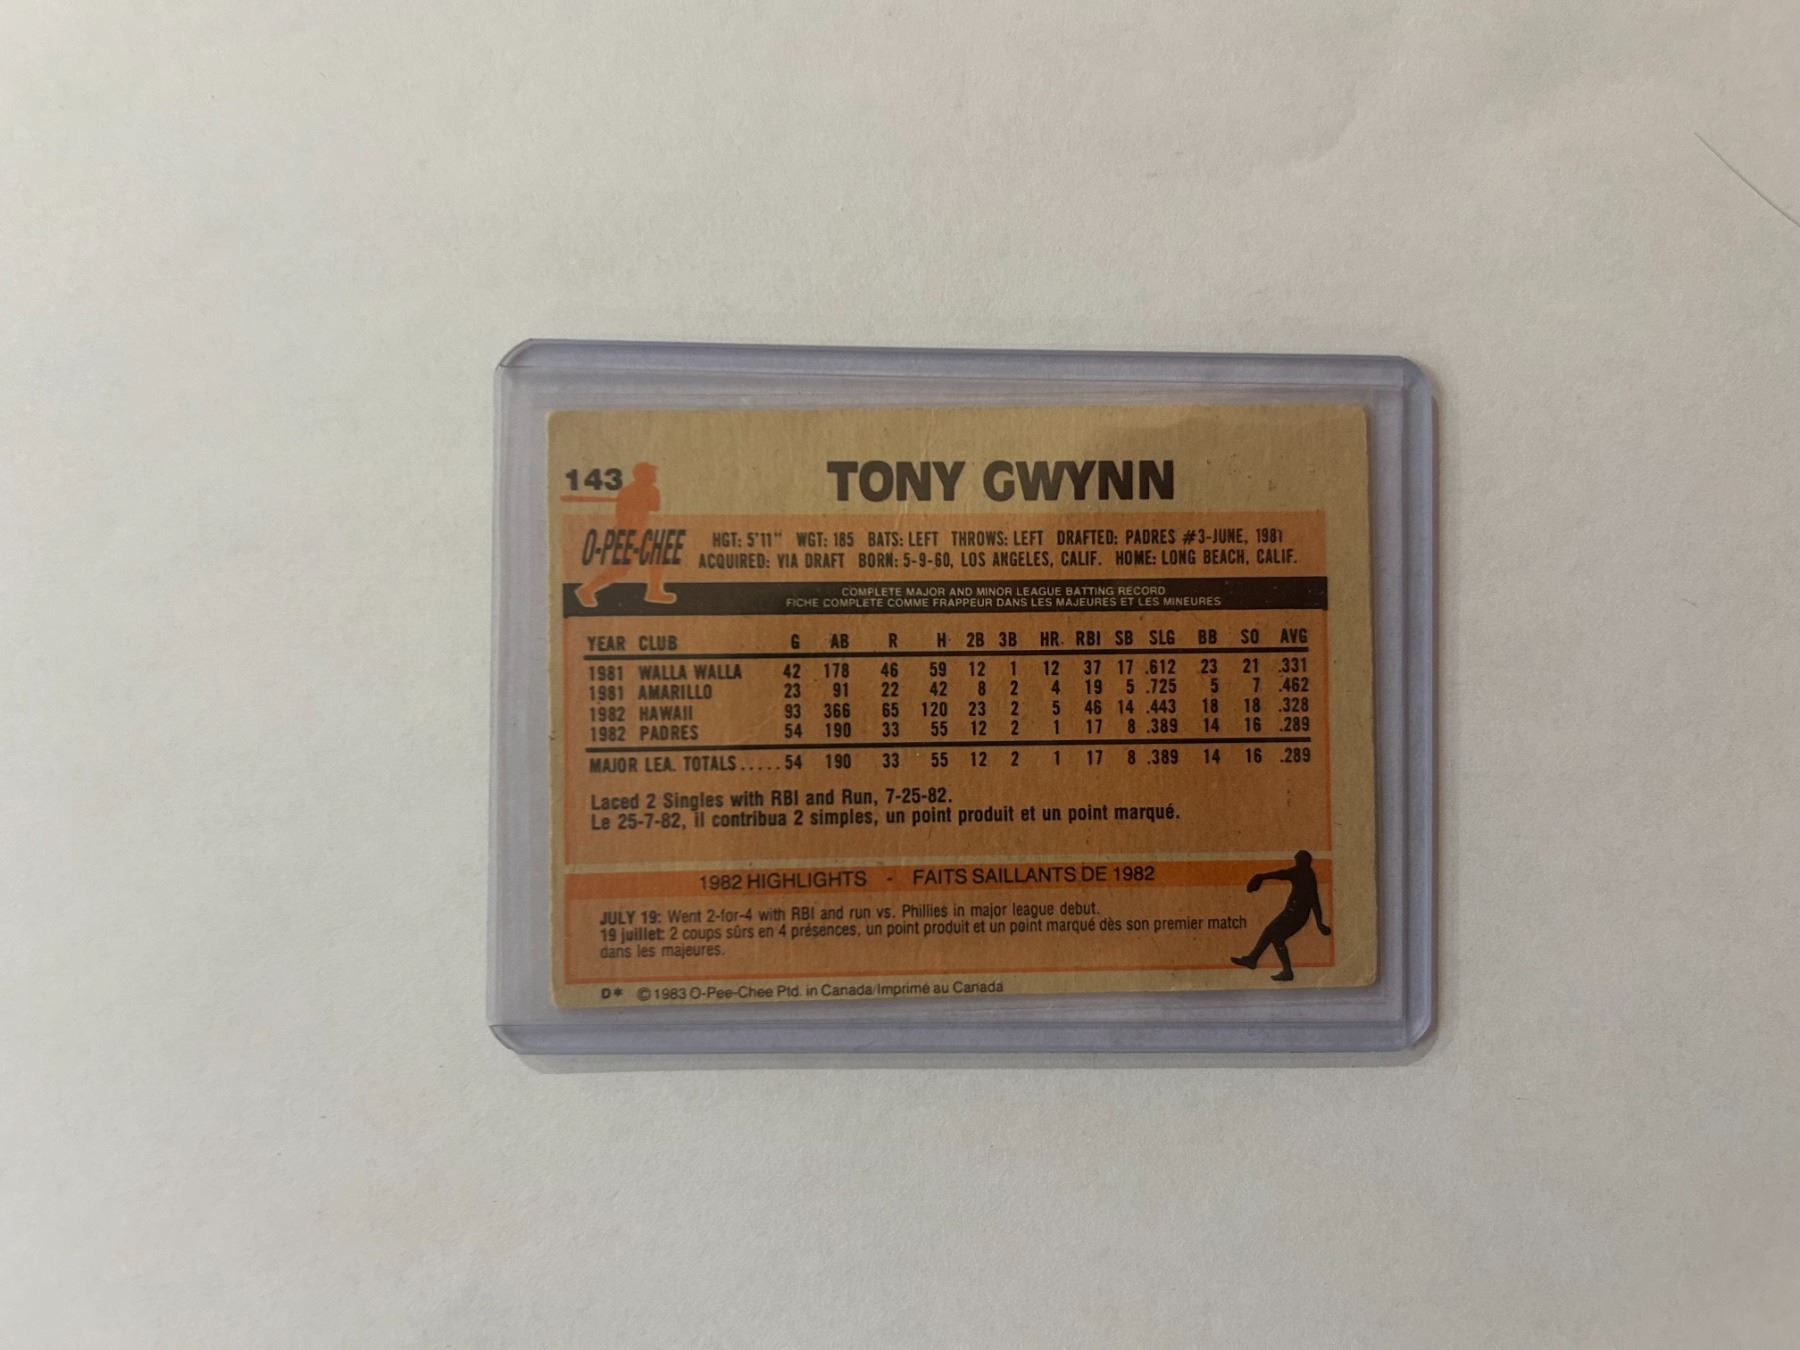 143
TONY GWYNN
O-PEE-CHEE
HGT: 5'11" WGT: 185 BATS: LEFT THROWS: LEFT DRAFTED: PADRES #3-JUNE, 1981
ACQUIRED: VIA DRAFT BORN: 5-9-60, LOS ANGELES, CALIF. HOME: LONG BEACH, CALIF.
COMPLETE MAJOR AND MINOR LEAGUE BATTING RECORD
FICHE COMPLETE COMME FRAPPEUR DANS LES MAJEURES ET LES MINEURES
YEAR CLUB G AB R H 2B 3B HR. RBI SB SLG BB SO AVG
1981 WALLA WALLA 42 178 46 59 12 1 12 37 17 .612 23 21 .331
1981 AMARILLO 23 91 22 42 8 2 4 19 5 .725 5 7 .462
1982 HAWAII 93 366 65 120 23 2 5 46 14 .443 18 18 .328
1982 PADRES 54 190 33 55 12 2 1 17 8 .389 14 16 .289
MAJOR LEA. TOTALS.....54 190 33 55 12 2 1 17 8 .389 14 16 .289
Laced 2 Singles with RBI and Run, 7-25-82.
Le 25-7-82, il contribua 2 simples, un point produit et un point marqué.
1982 HIGHLIGHTS - FAITS SAILLANTS DE 1982
JULY 19: Went 2-for-4 with RBI and run vs. Phillies in major league debut.
19 juillet: 2 coups sûrs en 4 présences, un point produit et un point marqué dès son premier match
dans les majeures.
D* © 1983 O-Pee-Chee Ptd. in Canada/Imprimé au Canada